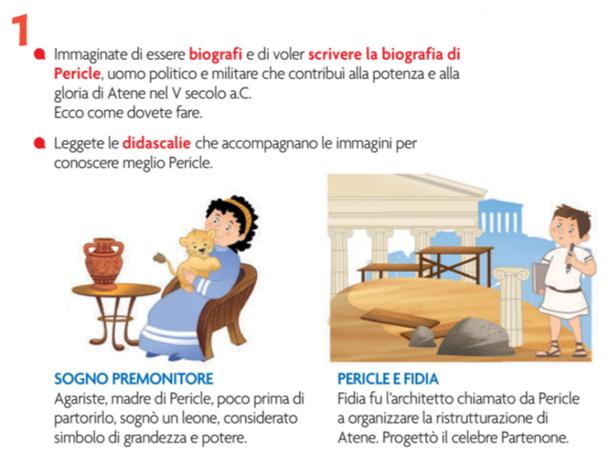 1
Immaginate di essere biografi e di voler scrivere la biografia di
Pericle, uomo politico e militare che contribuì alla potenza e alla
gloria di Atene nel V secolo a.C.
Ecco come dovete fare.
Leggete le didascalie che accompagnano le immagini per
conoscere meglio Pericle.
SOGNO PREMONITORE
Agariste, madre di Pericle, poco prima di
partorirlo, sognò un leone, considerato
simbolo di grandezza e potere.
PERICLE E FIDIA
Fidia fu l'architetto chiamato da Pericle
a organizzare la ristrutturazione di
Atene. Progettò il celebre Partenone.